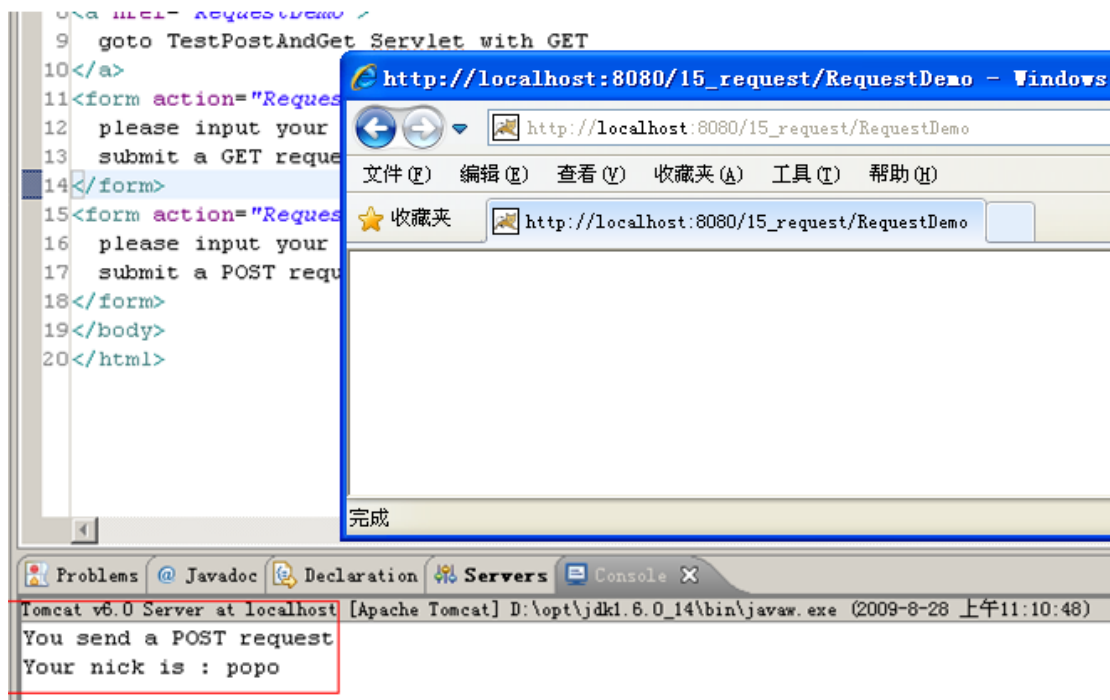 goto TestPostAndGet Servlet with GET
10</a>
11<form action="Reques
12 please input your
13 submit a GET reque
14</form>
15<form action="Reques
16 please input your
17 submit a POST requ
18</form>
19</body>
20</html>
http://localhost:8080/15_request/RequestDemo - Windows
http://localhost:8080/15_request/RequestDemo
文件(F) 编辑(E) 查看(V) 收藏夹(A) 工具(T) 帮助(H)
收藏夹 http://localhost:8080/15_request/RequestDemo
完成
Problems @ Javadoc Declaration Servers Console
Tomcat v6.0 Server at localhost [Apache Tomcat] D:\opt\jdk1.6.0_14\bin\javaw.exe (2009-8-28 上午11:10:48)
You send a POST request
Your nick is : popo